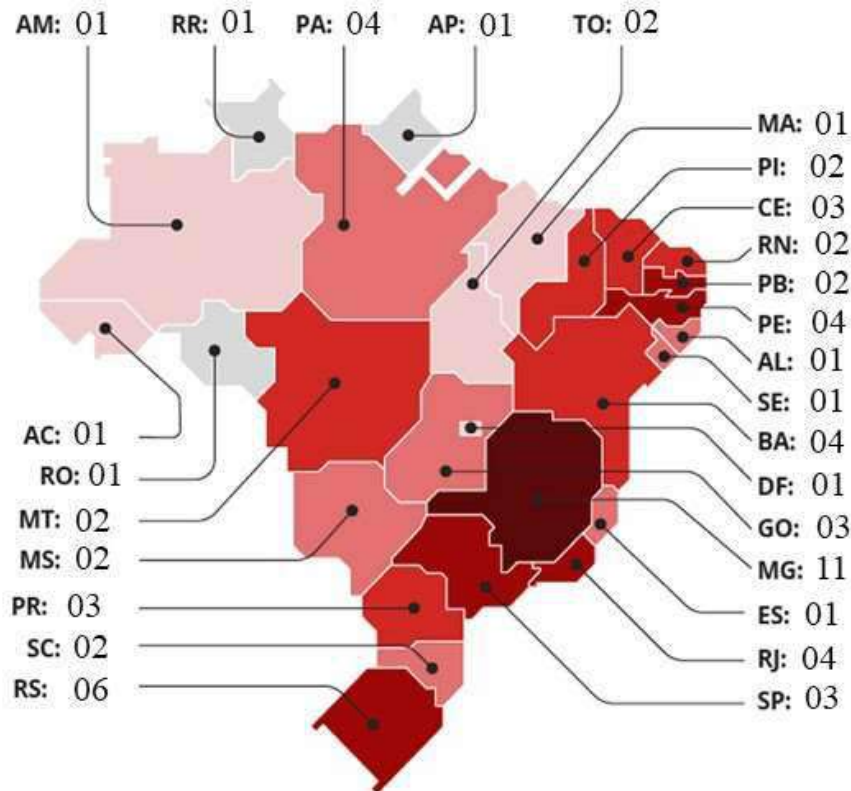 AM: 01
RR: 01
PA: 04
AP: 01
TO: 02
MA: 01
PI: 02
CE: 03
RN: 02
PB: 02
PE: 04
AL: 01
SE: 01
BA: 04
DF: 01
GO: 03
MG: 11
ES: 01
RJ: 04
SP: 03
AC: 01
RO: 01
MT: 02
MS: 02
PR: 03
SC: 02
RS: 06